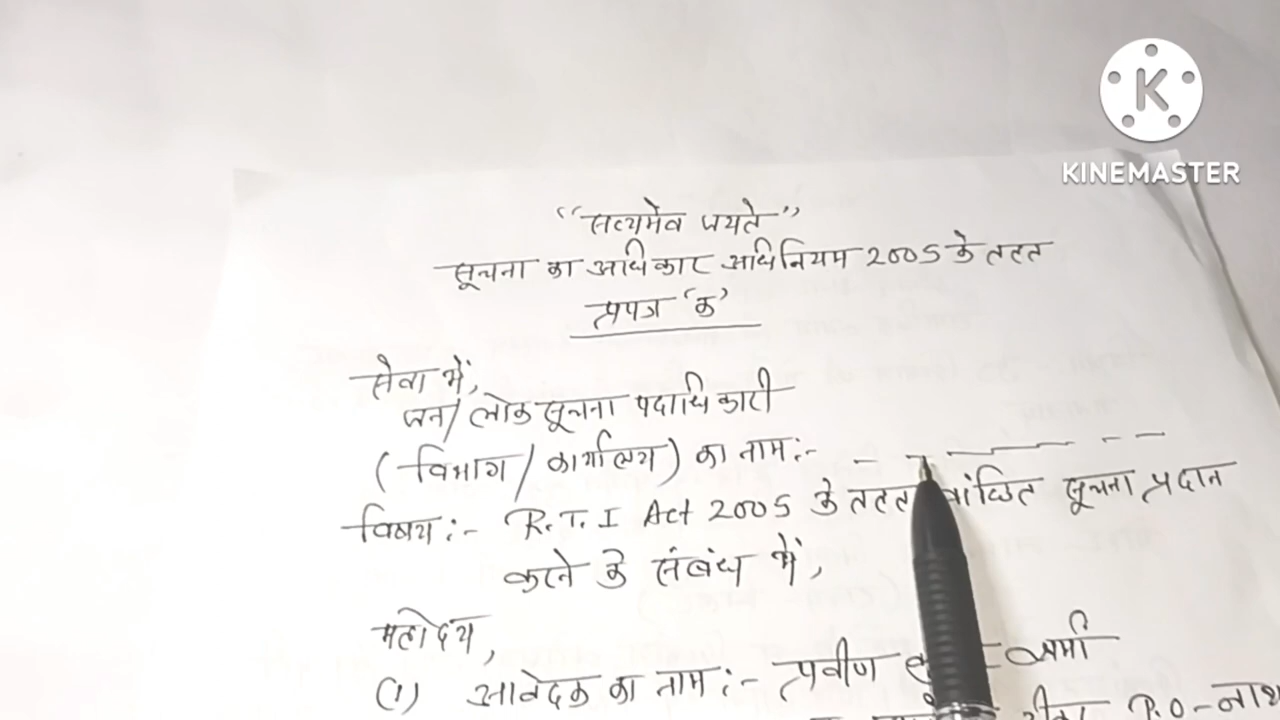 KINEMASTER
“सत्यमेव जयते”
सूचना का अधिकार अधिनियम 2005 के तहत
प्रपत्र 'क'
सेवा में,
जन/लोक सूचना पदाधिकारी
(विभाग/कार्यालय) का नाम:-
विषय:- R.T.I Act 2005 के तहत वांछित सूचना प्रदान
करने के संबंध में,
महोदय,
(1) आवेदक का नाम:- प्रवीण शर्मा
P.O-नाथ